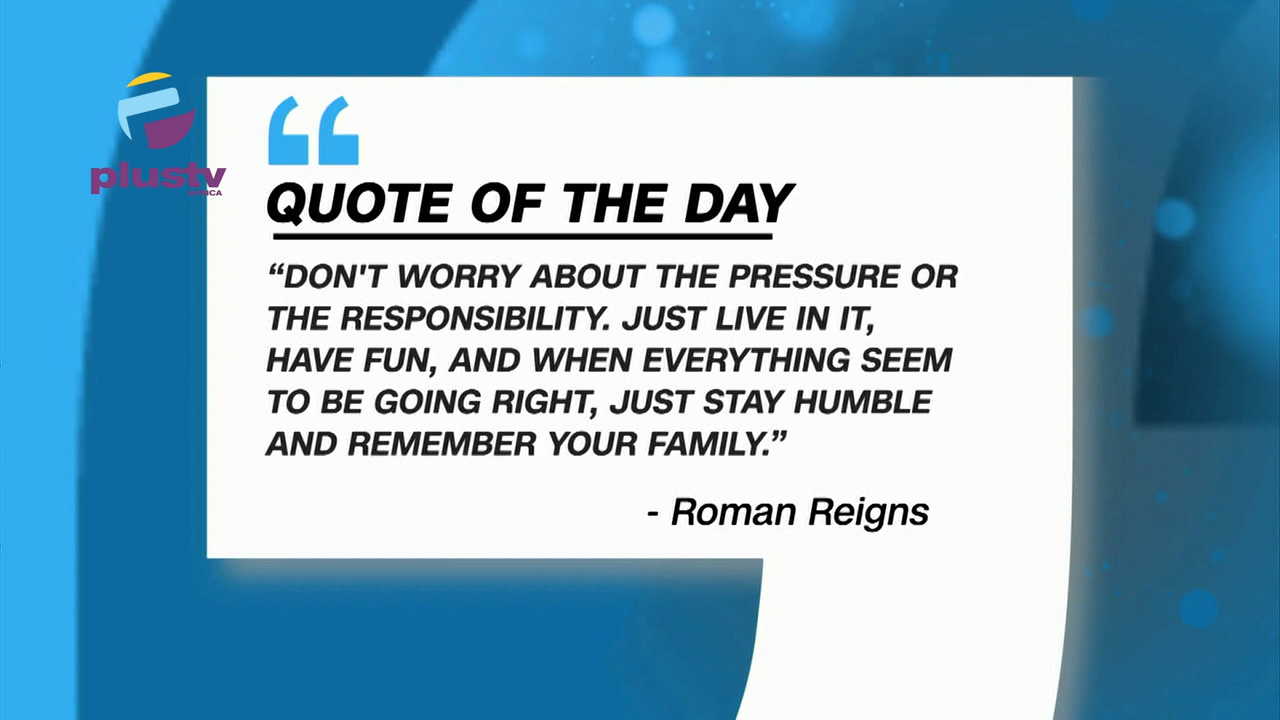 plustv
AFRICA
QUOTE OF THE DAY
“DON'T WORRY ABOUT THE PRESSURE OR
THE RESPONSIBILITY. JUST LIVE IN IT,
HAVE FUN, AND WHEN EVERYTHING SEEM
TO BE GOING RIGHT, JUST STAY HUMBLE
AND REMEMBER YOUR FAMILY.”
- Roman Reigns